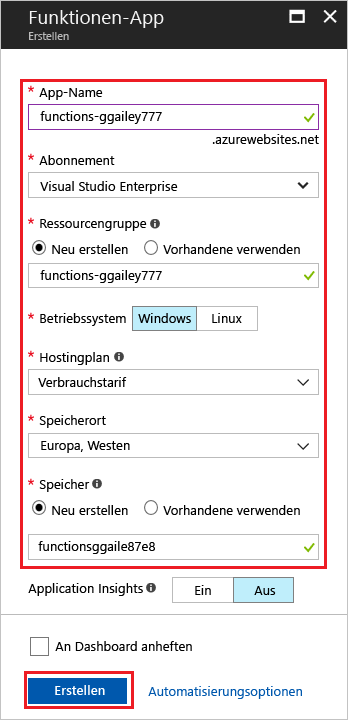 Funktionen-App
Erstellen
* App-Name
functions-ggailey777
.azurewebsites.net
* Abonnement
Visual Studio Enterprise
* Ressourcengruppe
Neu erstellen Vorhandene verwenden
functions-ggailey777
* Betriebssystem Windows Linux
* Hostingplan
Verbrauchstarif
* Speicherort
Europa, Westen
* Speicher
Neu erstellen Vorhandene verwenden
functionsggaile87e8
Application Insights Ein Aus
An Dashboard anheften
Erstellen Automatisierungsoptionen